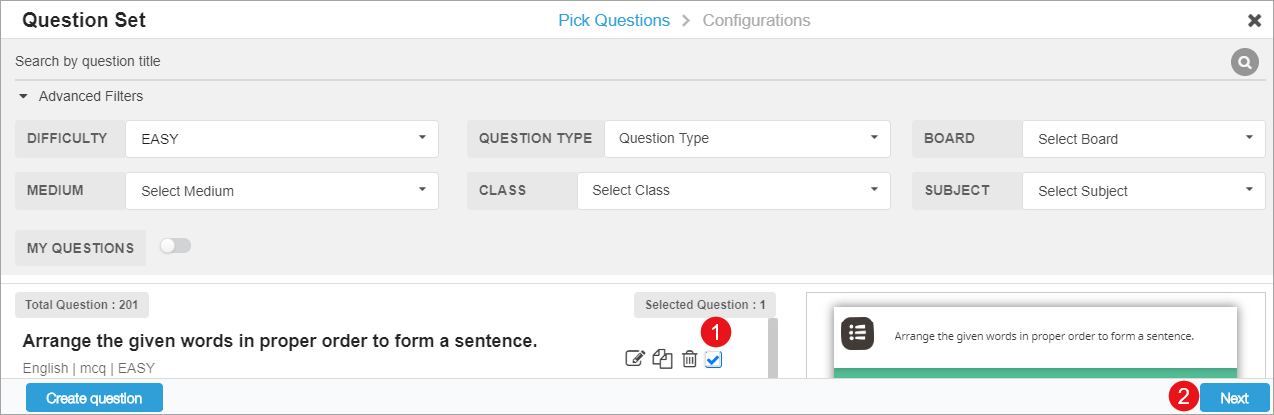 Question Set Pick Questions Configurations
Search by question title
Advanced Filters
DIFFICULTY EASY QUESTION TYPE Question Type BOARD Select Board
MEDIUM Select Medium CLASS Select Class SUBJECT Select Subject
MY QUESTIONS
Total Question : 201 Selected Question : 1
1
Arrange the given words in proper order to form a sentence.
English | mcq | EASY
Arrange the given words in proper order to form a sentence.
Create question 2 Next